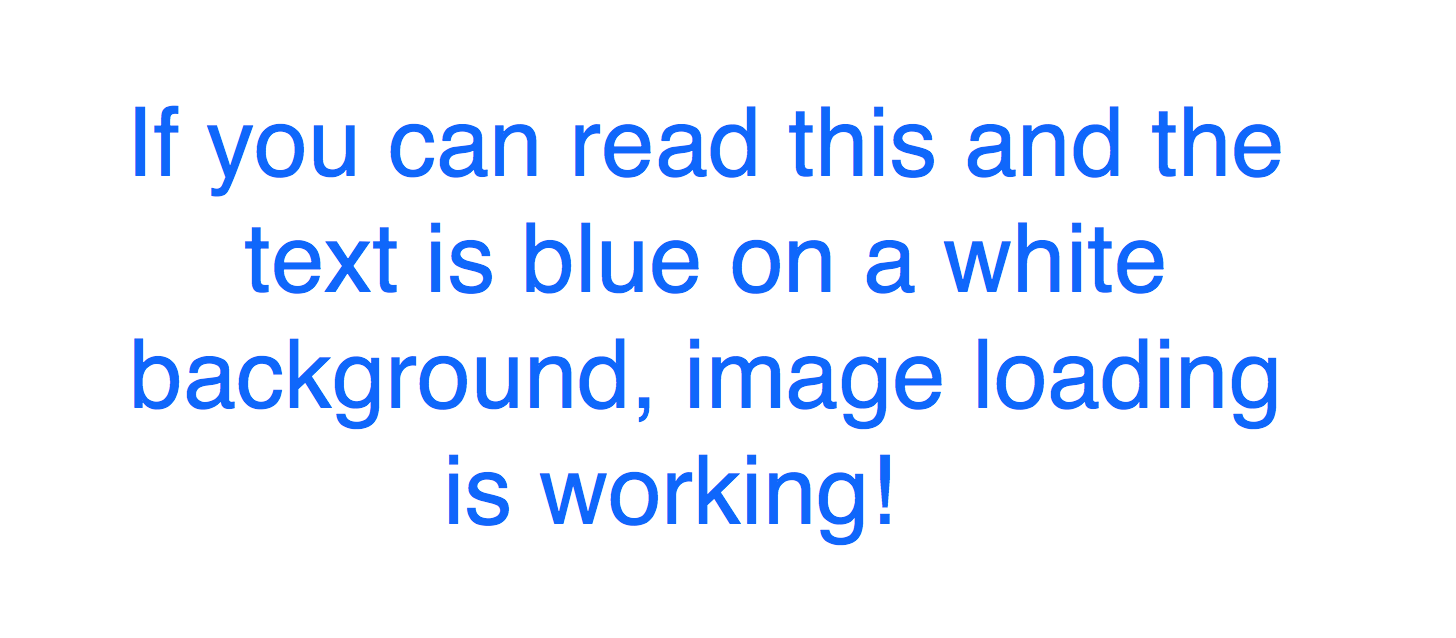 If you can read this and the
text is blue on a white
background, image loading
is working!